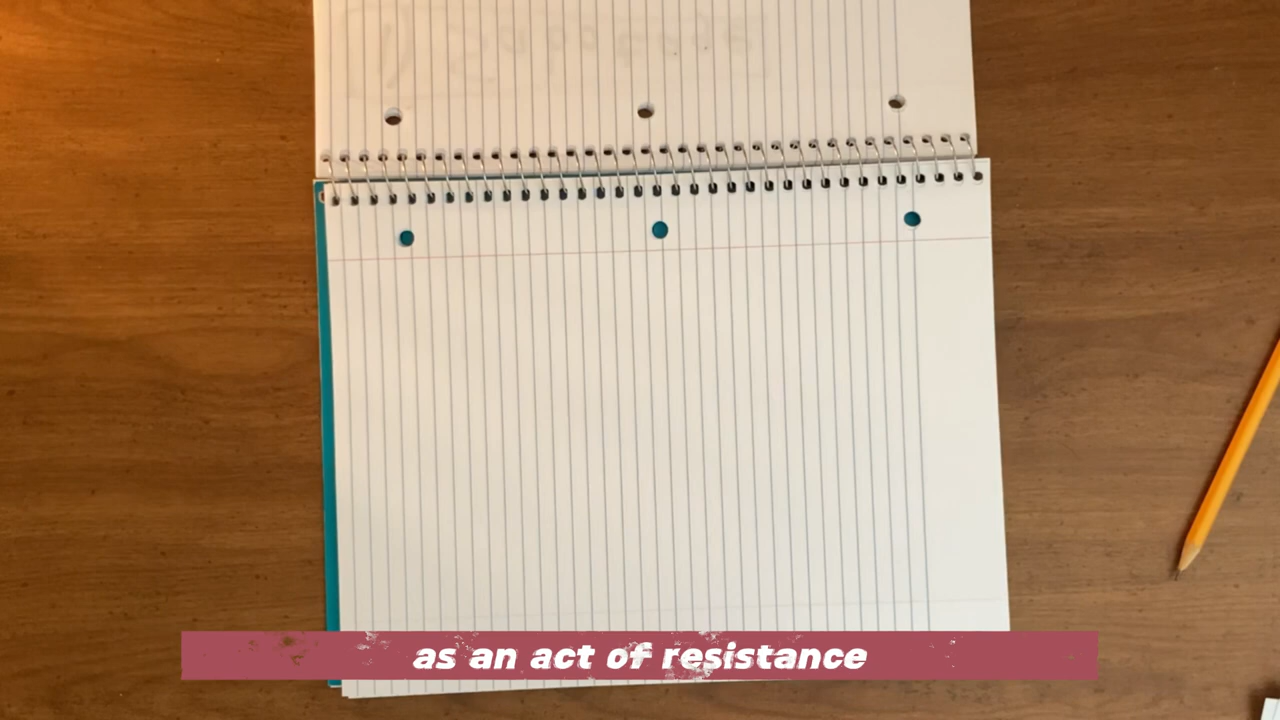 as an act of resistance